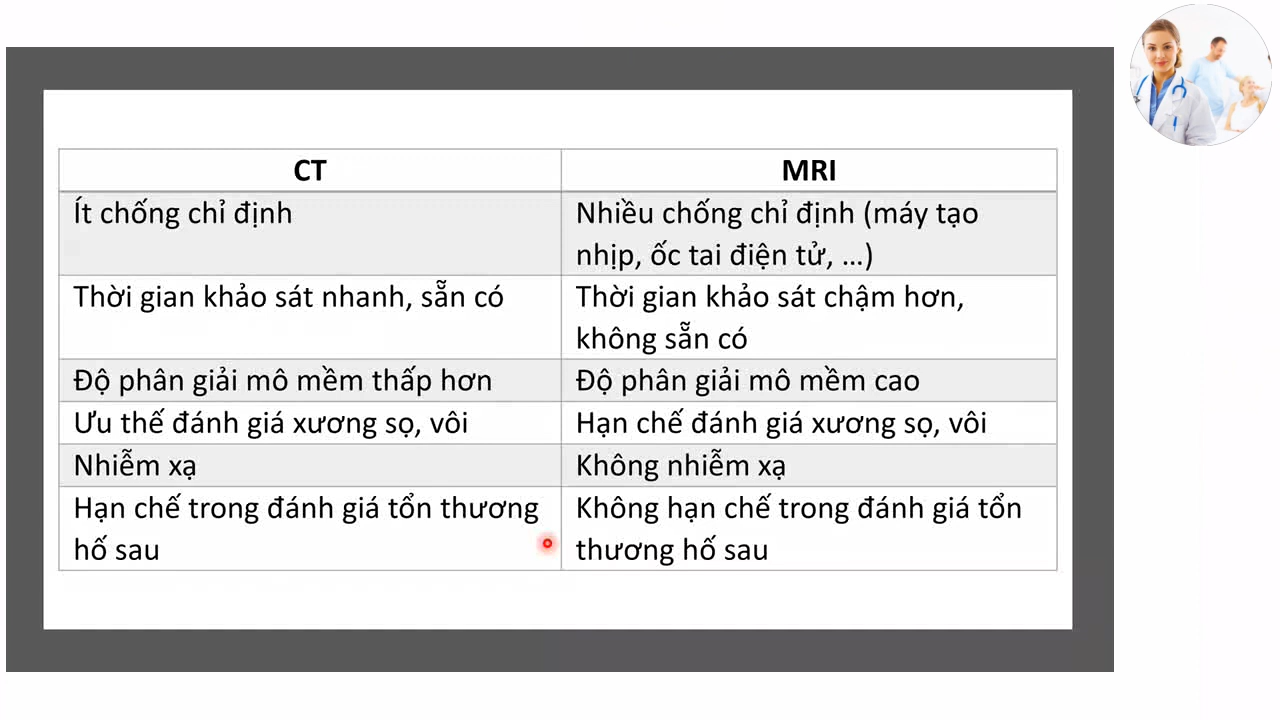 CT
MRI
Ít chống chỉ định
Nhiều chống chỉ định (máy tạo
nhịp, ốc tai điện tử, ...)
Thời gian khảo sát nhanh, sẵn có
Thời gian khảo sát chậm hơn,
không sẵn có
Độ phân giải mô mềm thấp hơn
Độ phân giải mô mềm cao
Ưu thế đánh giá xương sọ, vôi
Hạn chế đánh giá xương sọ, vôi
Nhiễm xạ
Không nhiễm xạ
Hạn chế trong đánh giá tổn thương
hố sau
Không hạn chế trong đánh giá tổn
thương hố sau